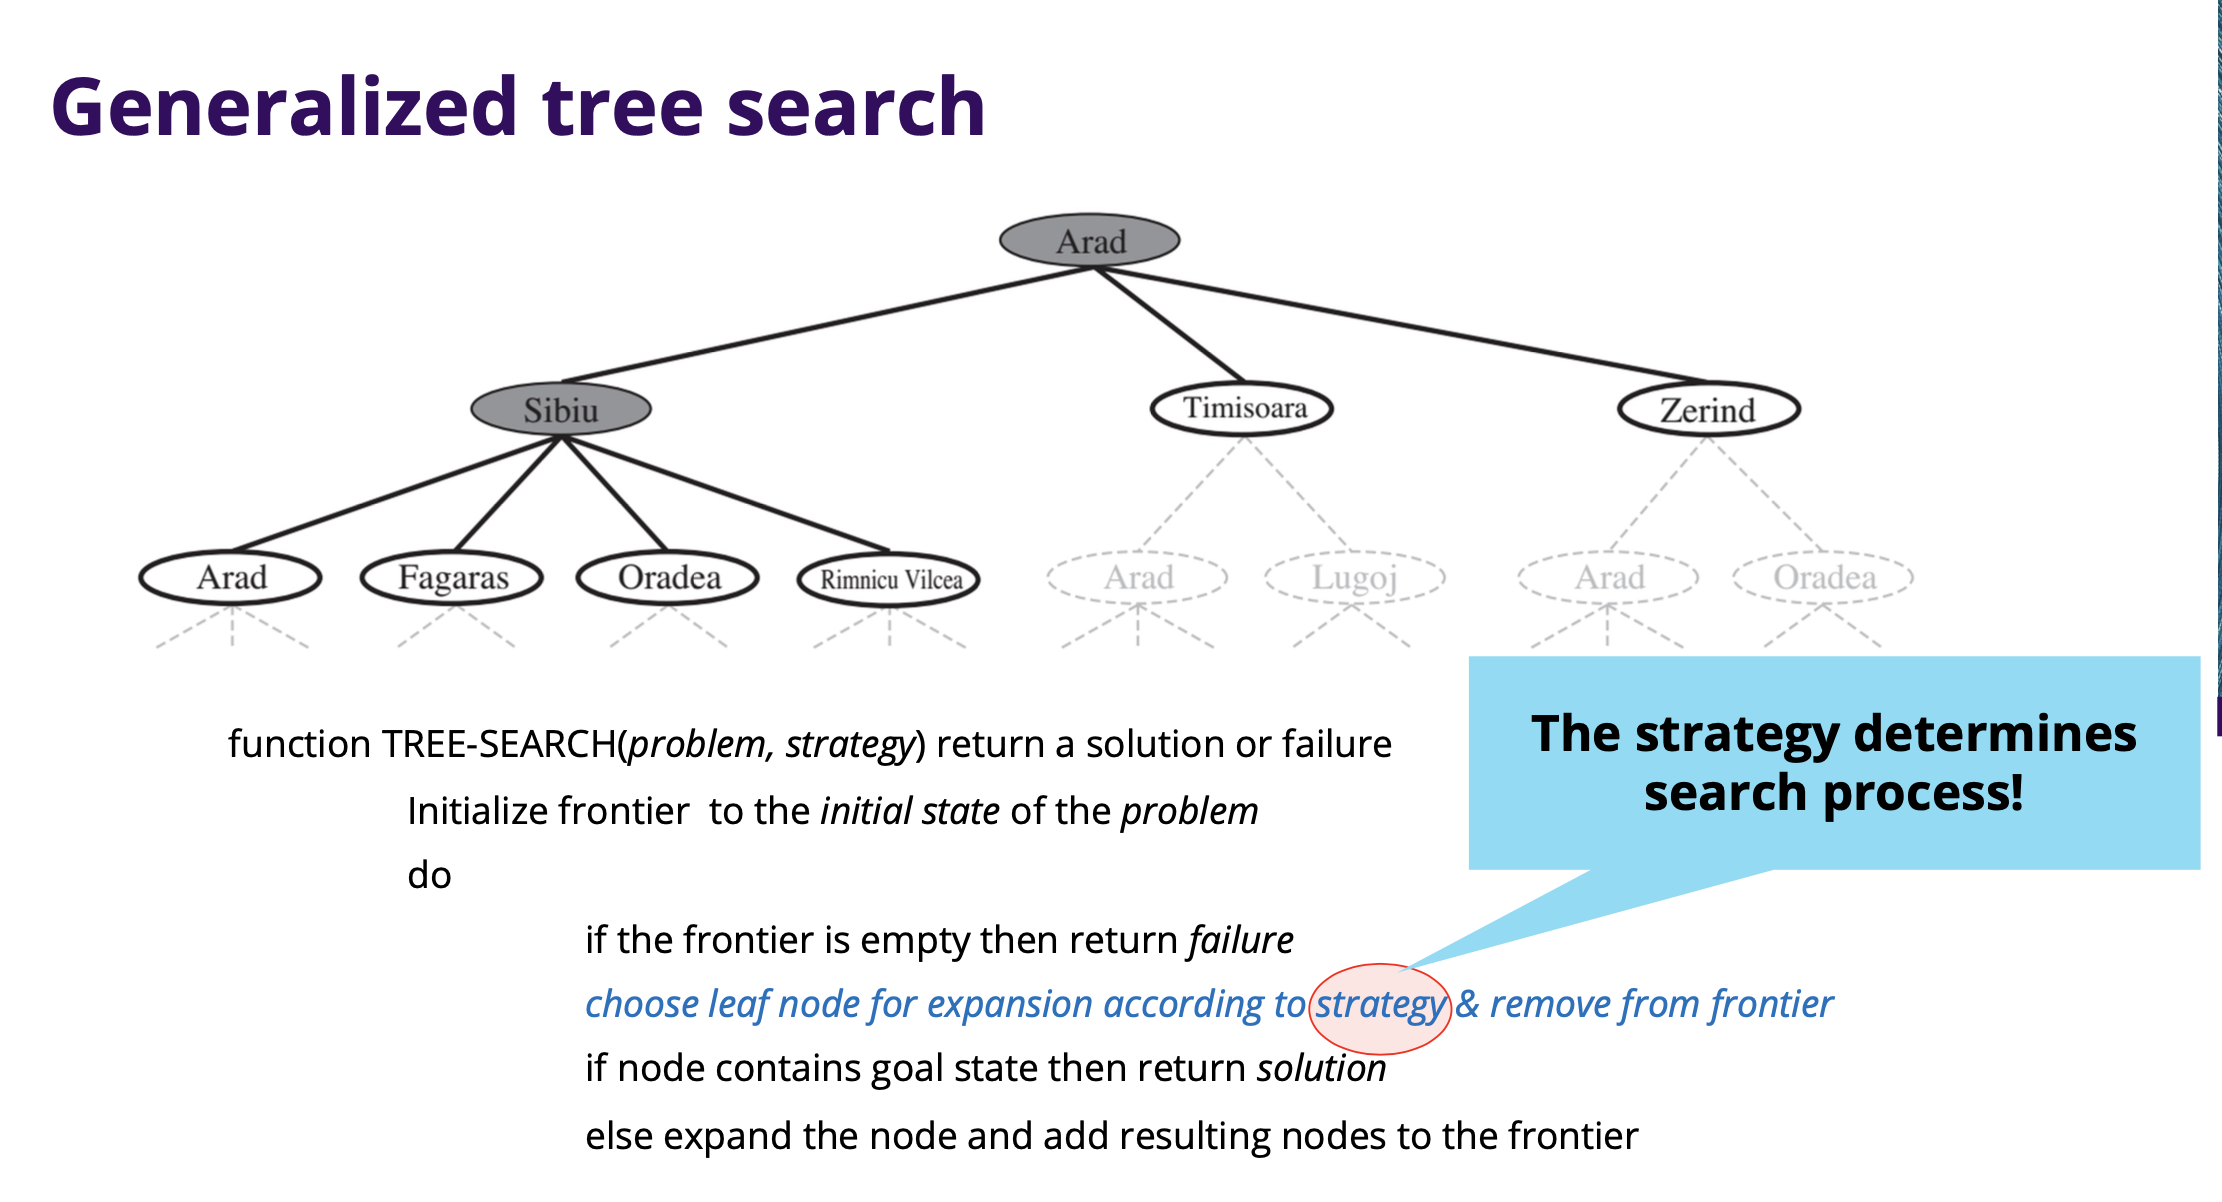 Generalized tree search
Arad
Sibiu
Timisoara
Zerind
Arad
Fagaras
Oradea
Rimnicu Vilcea
Arad
Lugoj
Arad
Oradea
The strategy determines
search process!
function TREE-SEARCH(problem, strategy) return a solution or failure
Initialize frontier  to the initial state of the problem
do
if the frontier is empty then return failure
choose leaf node for expansion according to strategy & remove from frontier
if node contains goal state then return solution
else expand the node and add resulting nodes to the frontier